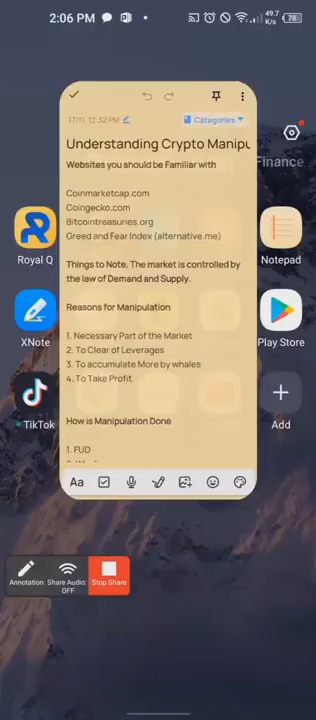 2:06 PM
49.7
K/s
78
17/11, 12:32 PM
Categories
Understanding Crypto Manipu
Websites you should be Familiar with
Coinmarketcap.com
Coingecko.com
Bitcointreasuries.org
Greed and Fear Index (alternative.me)
Things to Note, The market is controlled by
the law of Demand and Supply.
Reasons for Manipulation
1. Necessary Part of the Market
2. To Clear of Leverages
3. To accumulate More by whales
4. To Take Profit.
How is Manipulation Done
1. FUD
Aa
Finance
Royal Q
Notepad
XNote
Play Store
TikTok
Add
Annotation
Share Audio:
OFF
Stop Share